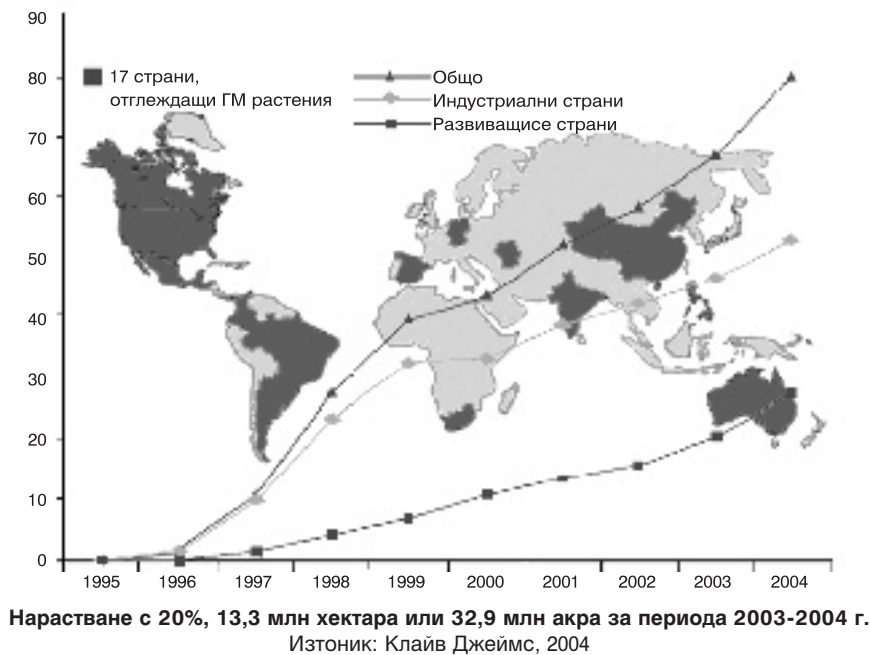 90
80
70
60
50
40
30
20
10
0
17 страни,
отглеждащи ГМ растения
Общо
Индустриални страни
Развиващисе страни
1995 1996 1997 1998 1999 2000 2001 2002 2003 2004
Нарастване с 20%, 13,3 млн хектара или 32,9 млн акра за периода 2003-2004 г.
Изтоник: Клайв Джеймс, 2004